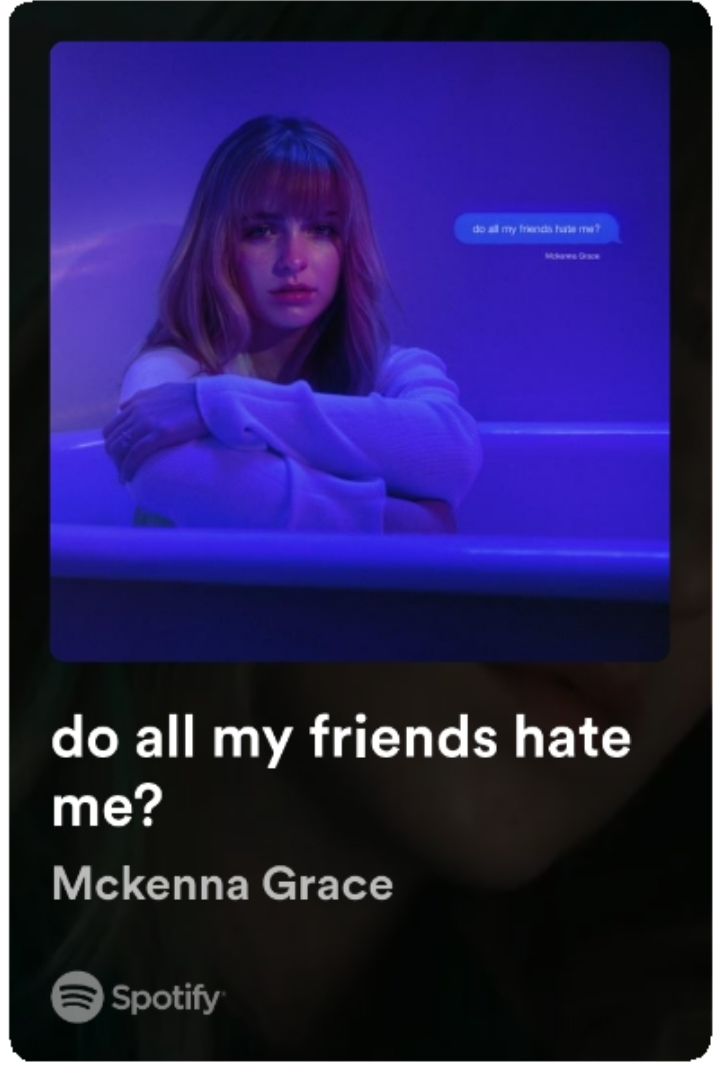 do all my friends hate me?
Mckenna Grace
do all my friends hate
me?
Mckenna Grace
Spotify